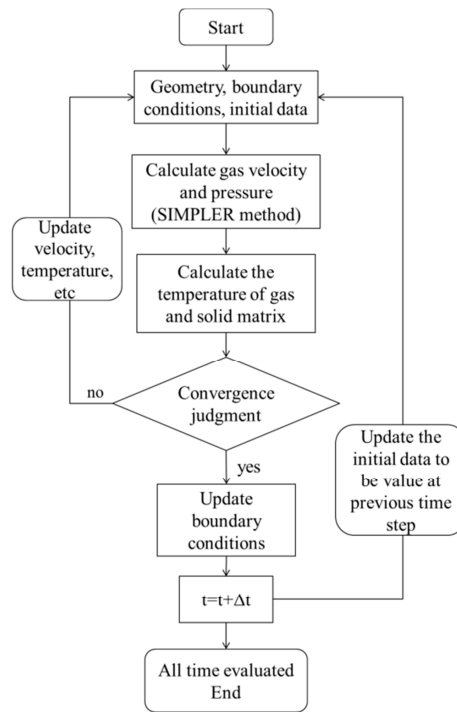 Start
Geometry, boundary
conditions, initial data
Calculate gas velocity
and pressure
(SIMPLER method)
Update
velocity,
temperature,
etc
Calculate the
temperature of gas
and solid matrix
no
Convergence
judgment
yes
Update the
initial data to
be value at
previous time
step
Update
boundary
conditions
t=t+Δt
All time evaluated
End